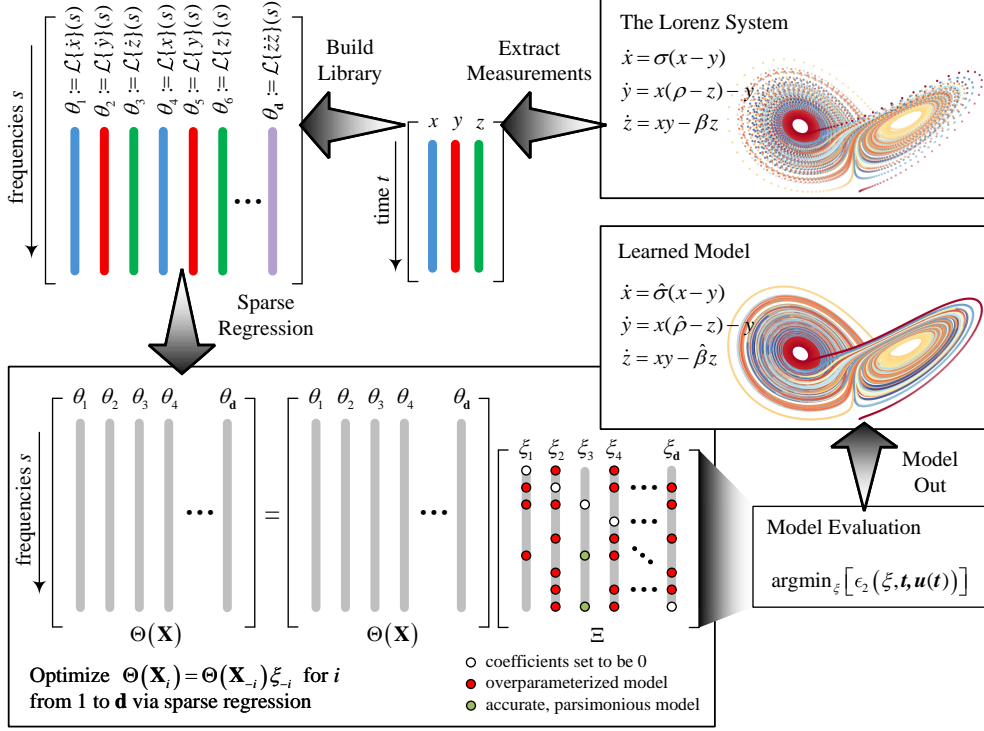 θ₁ := ℒ{ẋ}(s)
θ₂ := ℒ{ẏ}(s)
θ₃ := ℒ{ż}(s)
θ₄ := ℒ{x}(s)
θ₅ := ℒ{y}(s)
θ₆ := ℒ{z}(s)
θ_d := ℒ{żz}(s)
frequencies s
Build
Library
x y z
time t
Extract
Measurements
The Lorenz System
ẋ = σ(x − y)
ẏ = x(ρ − z) − y
ż = xy − βz
Sparse
Regression
Learned Model
ẋ = σ̂(x − y)
ẏ = x(ρ̂ − z) − y
ż = xy − β̂z
θ₁ θ₂ θ₃ θ₄ θ_d
frequencies s
Θ(X)
=
θ₁ θ₂ θ₃ θ₄ θ_d
Θ(X)
ξ₁ ξ₂ ξ₃ ξ₄ ξ_d
Ξ
Optimize Θ(X_i) = Θ(X_−i)ξ_−i for i
from 1 to d via sparse regression
coefficients set to be 0
overparameterized model
accurate, parsimonious model
Model Evaluation
argmin_ξ[ϵ₂(ξ, t, u(t))]
Model
Out